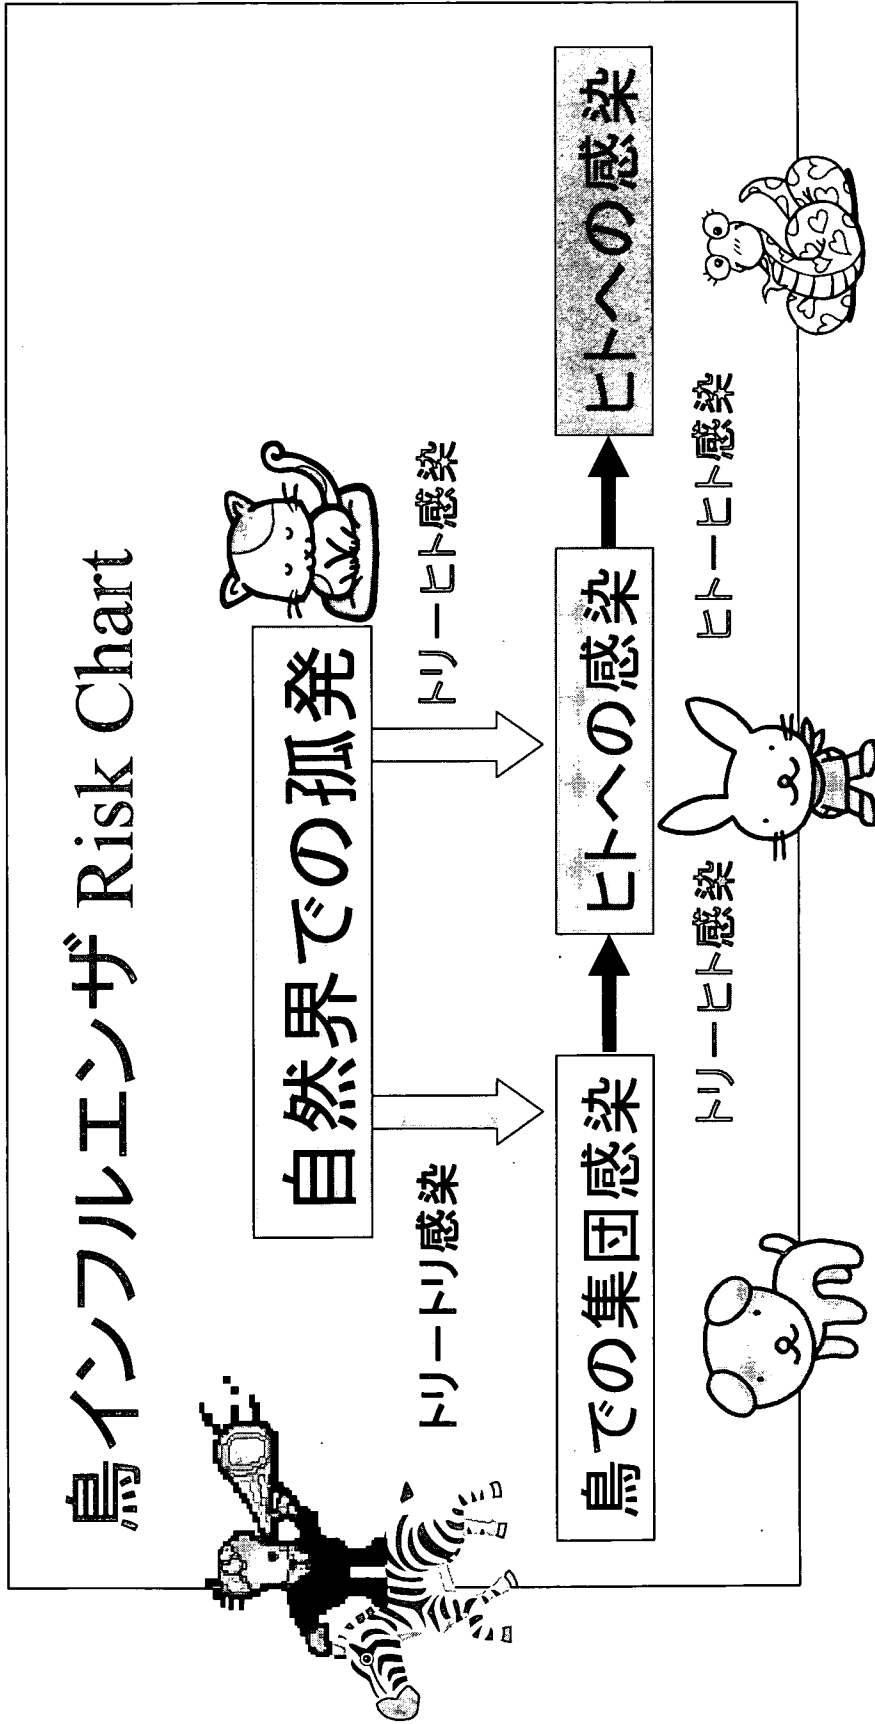 鳥インフルエンザ Risk Chart
自然界での孤発
トリートリ感染
トリーヒト感染
鳥での集団感染
ヒトへの感染
ヒトへの感染
トリーヒト感染
ヒトーヒト感染